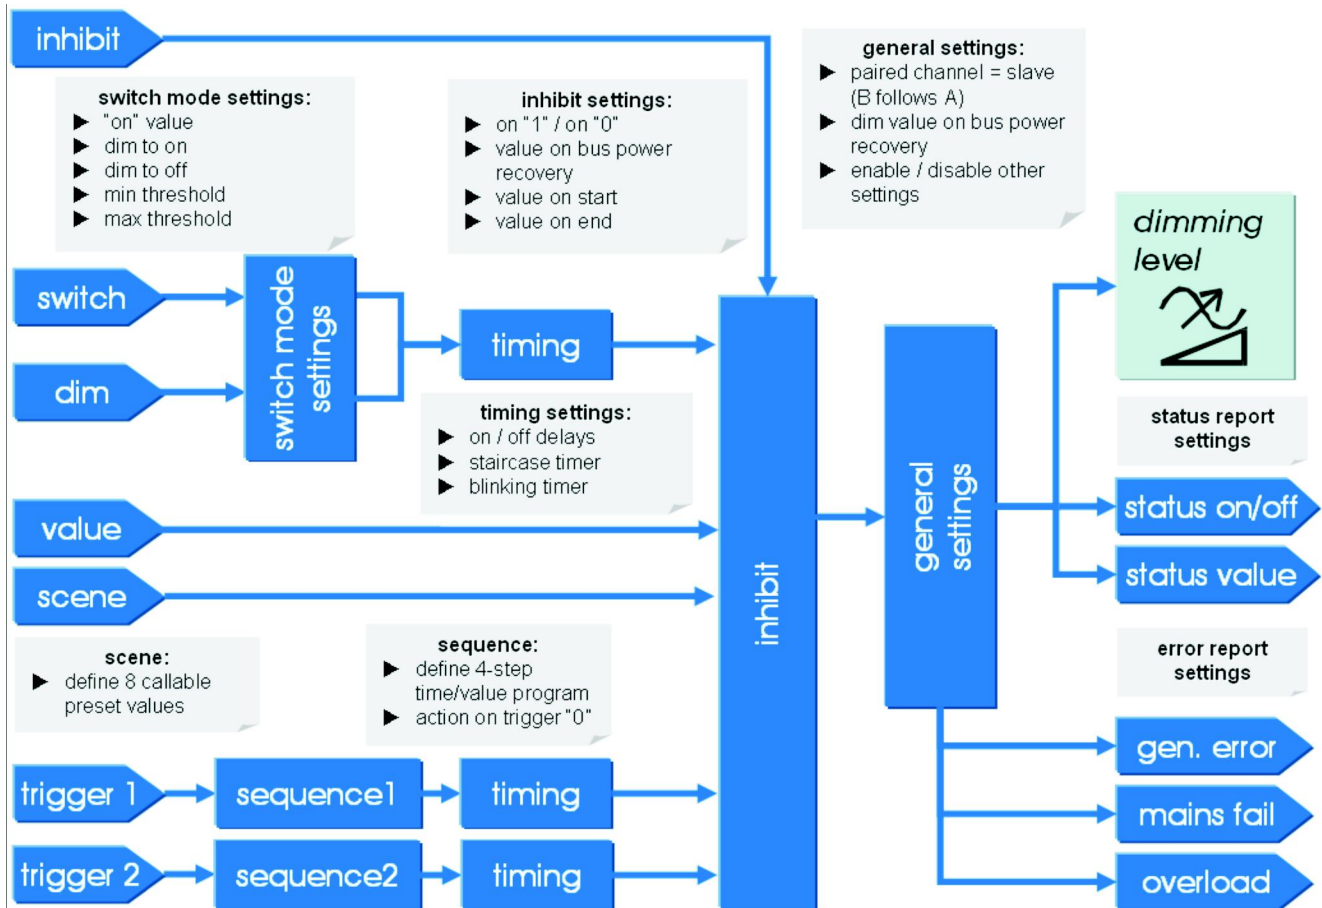 inhibit
general settings:
▶ paired channel = slave
(B follows A)
▶ dim value on bus power
recovery
▶ enable / disable other
settings
switch mode settings:
▶ "on" value
▶ dim to on
▶ dim to off
▶ min threshold
▶ max threshold
inhibit settings:
▶ on "1" / on "0"
▶ value on bus power
recovery
▶ value on start
▶ value on end
dimming
level
switch
dim
switch mode
settings
timing
timing settings:
▶ on / off delays
▶ staircase timer
▶ blinking timer
status report
settings
value
scene
inhibit
general
settings
status on/off
status value
scene:
▶ define 8 callable
preset values
sequence:
▶ define 4-step
time/value program
▶ action on trigger "0"
error report
settings
gen. error
trigger 1
sequence1
timing
mains fail
trigger 2
sequence2
timing
overload